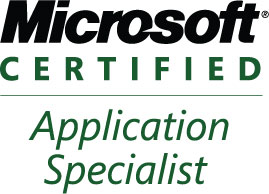 Microsoft®
CERTIFIED
Application
Specialist